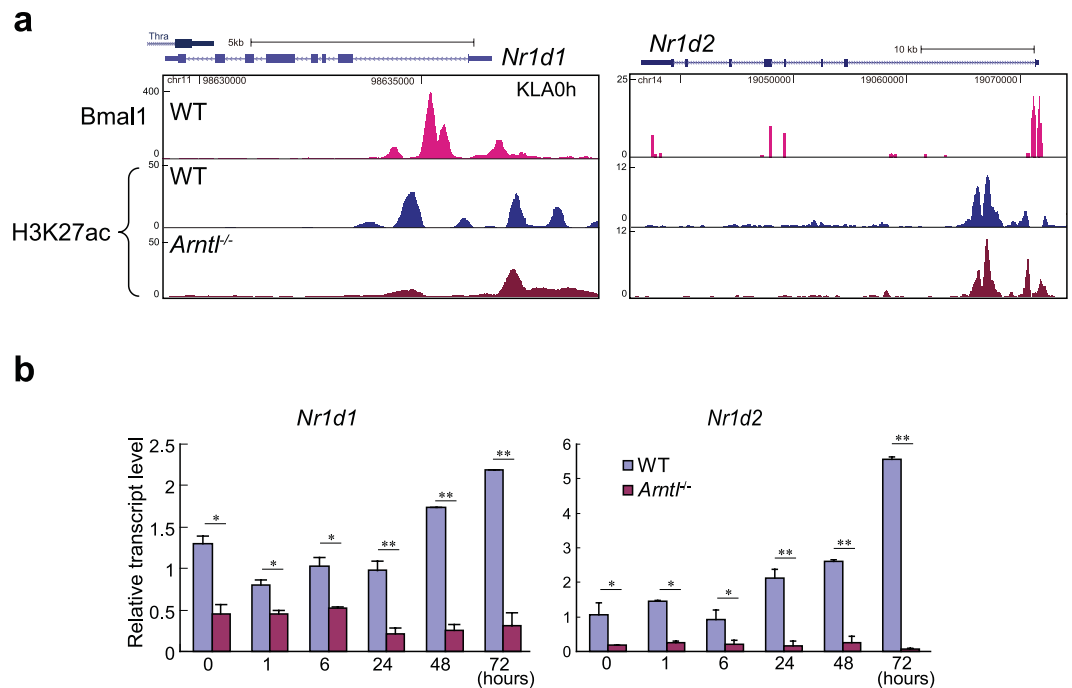 a
Thra
5kb
Nr1d1
Nr1d2
10 kb
chr11 98630000 98635000
KLA0h
25
chr14 19050000 19060000 19070000
400
Bmal1 WT
0
0
50
WT
12
0
0
H3K27ac
50
Arntl-/-
12
0
0
b
Nr1d1
Nr1d2
Relative transcript level
2.5
2
1.5
1
0.5
0
** ** ** * * *
0 1 6 24 48 72
(hours)
6
5
4
3
2
1
0
WT
Arntl-/-
* * * ** ** **
0 1 6 24 48 72
(hours)